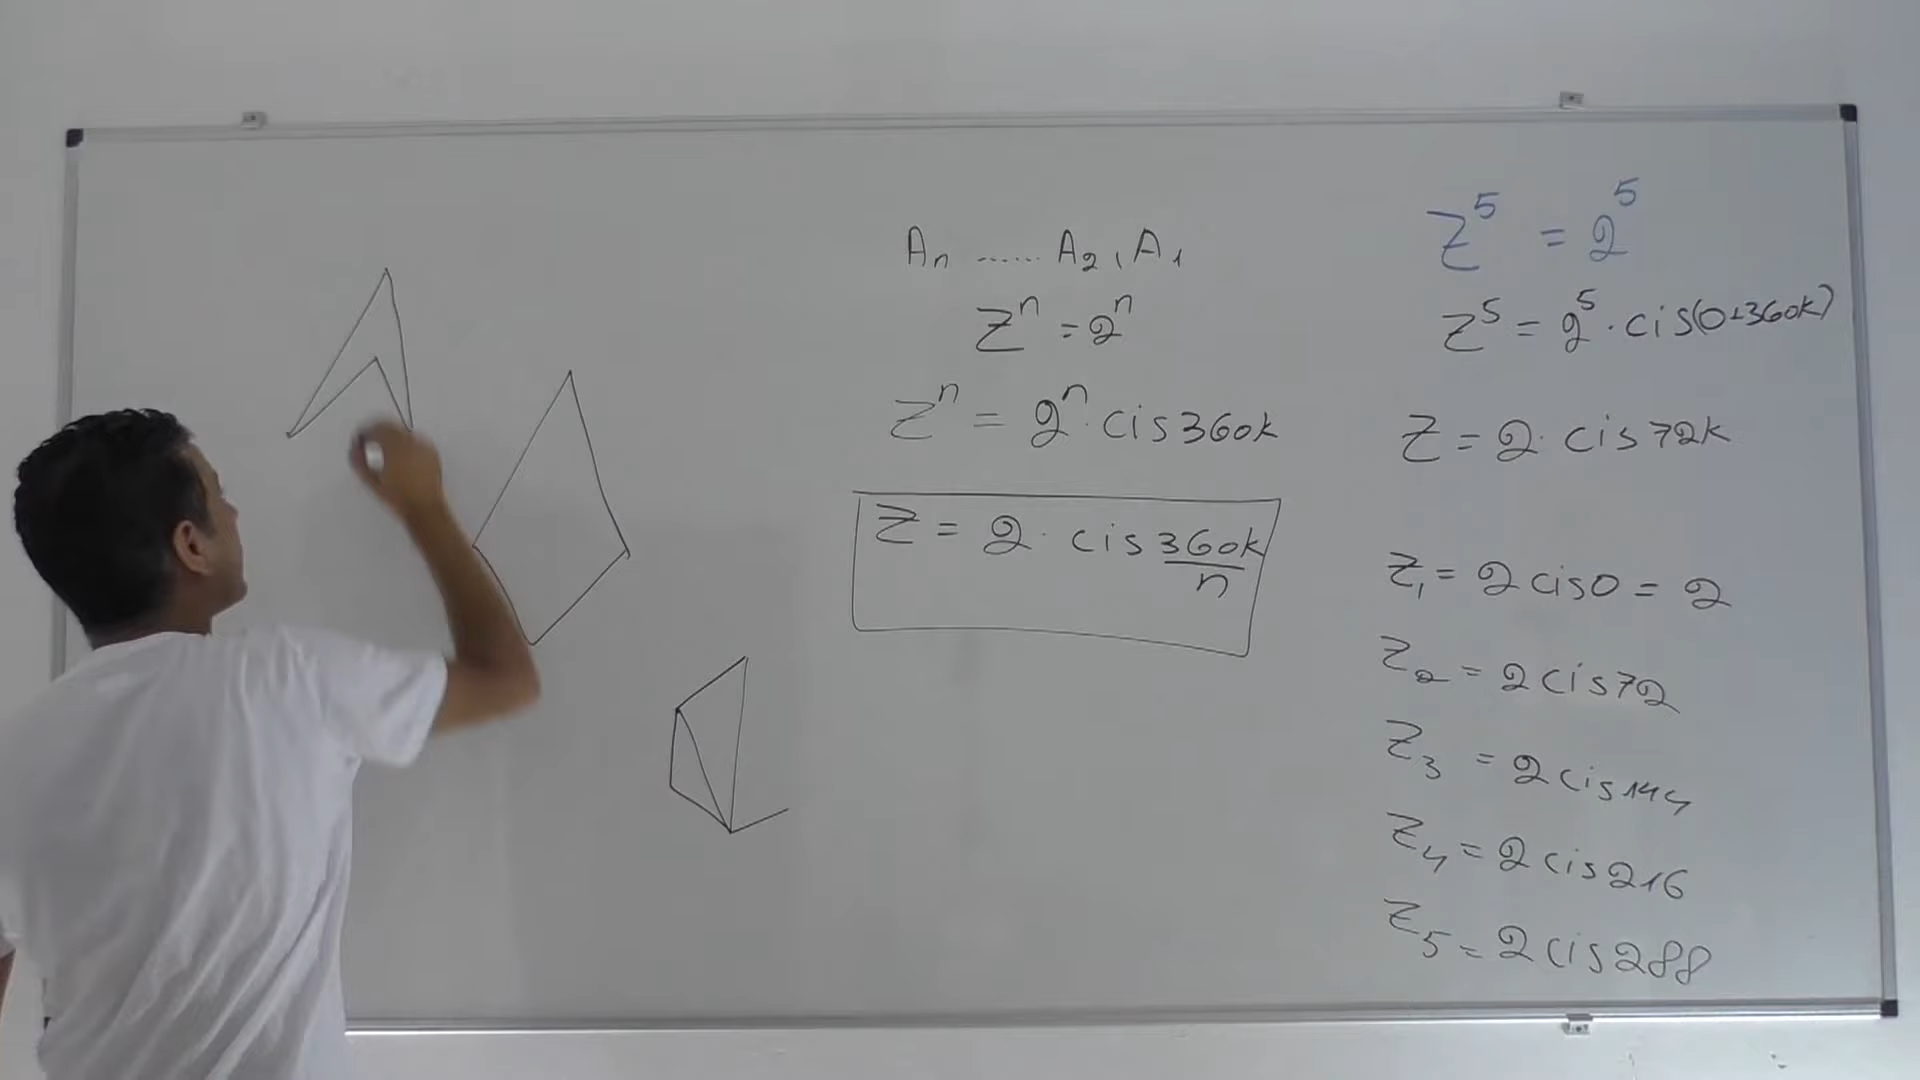 Aₙ ...... A₂, A₁
Zⁿ = 2ⁿ
Zⁿ = 2ⁿ · cis 360k
Z = 2 · cis 360k/n
Z⁵ = 2⁵
Z⁵ = 2⁵ · cis(0+360k)
Z = 2 · cis 72k
Z₁ = 2 cis 0 = 2
Z₂ = 2 cis 72
Z₃ = 2 cis 144
Z₄ = 2 cis 216
Z₅ = 2 cis 288